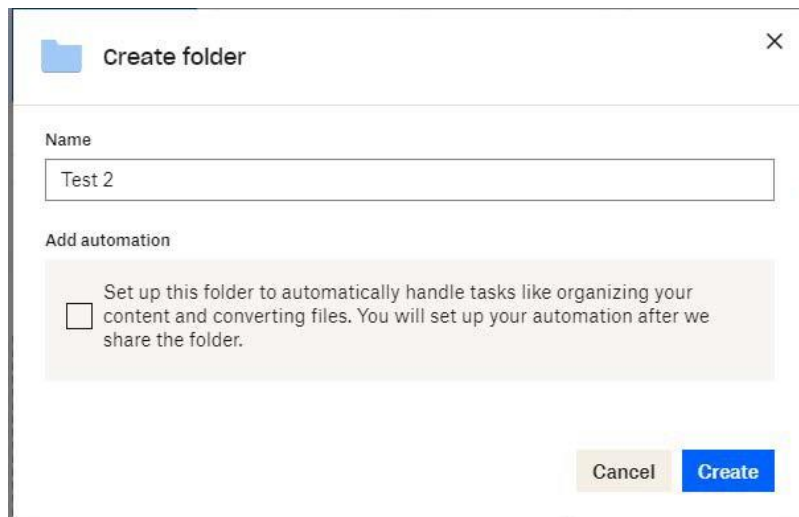 Create folder
Name
Test 2
Add automation
Set up this folder to automatically handle tasks like organizing your
content and converting files. You will set up your automation after we
share the folder.
Cancel
Create